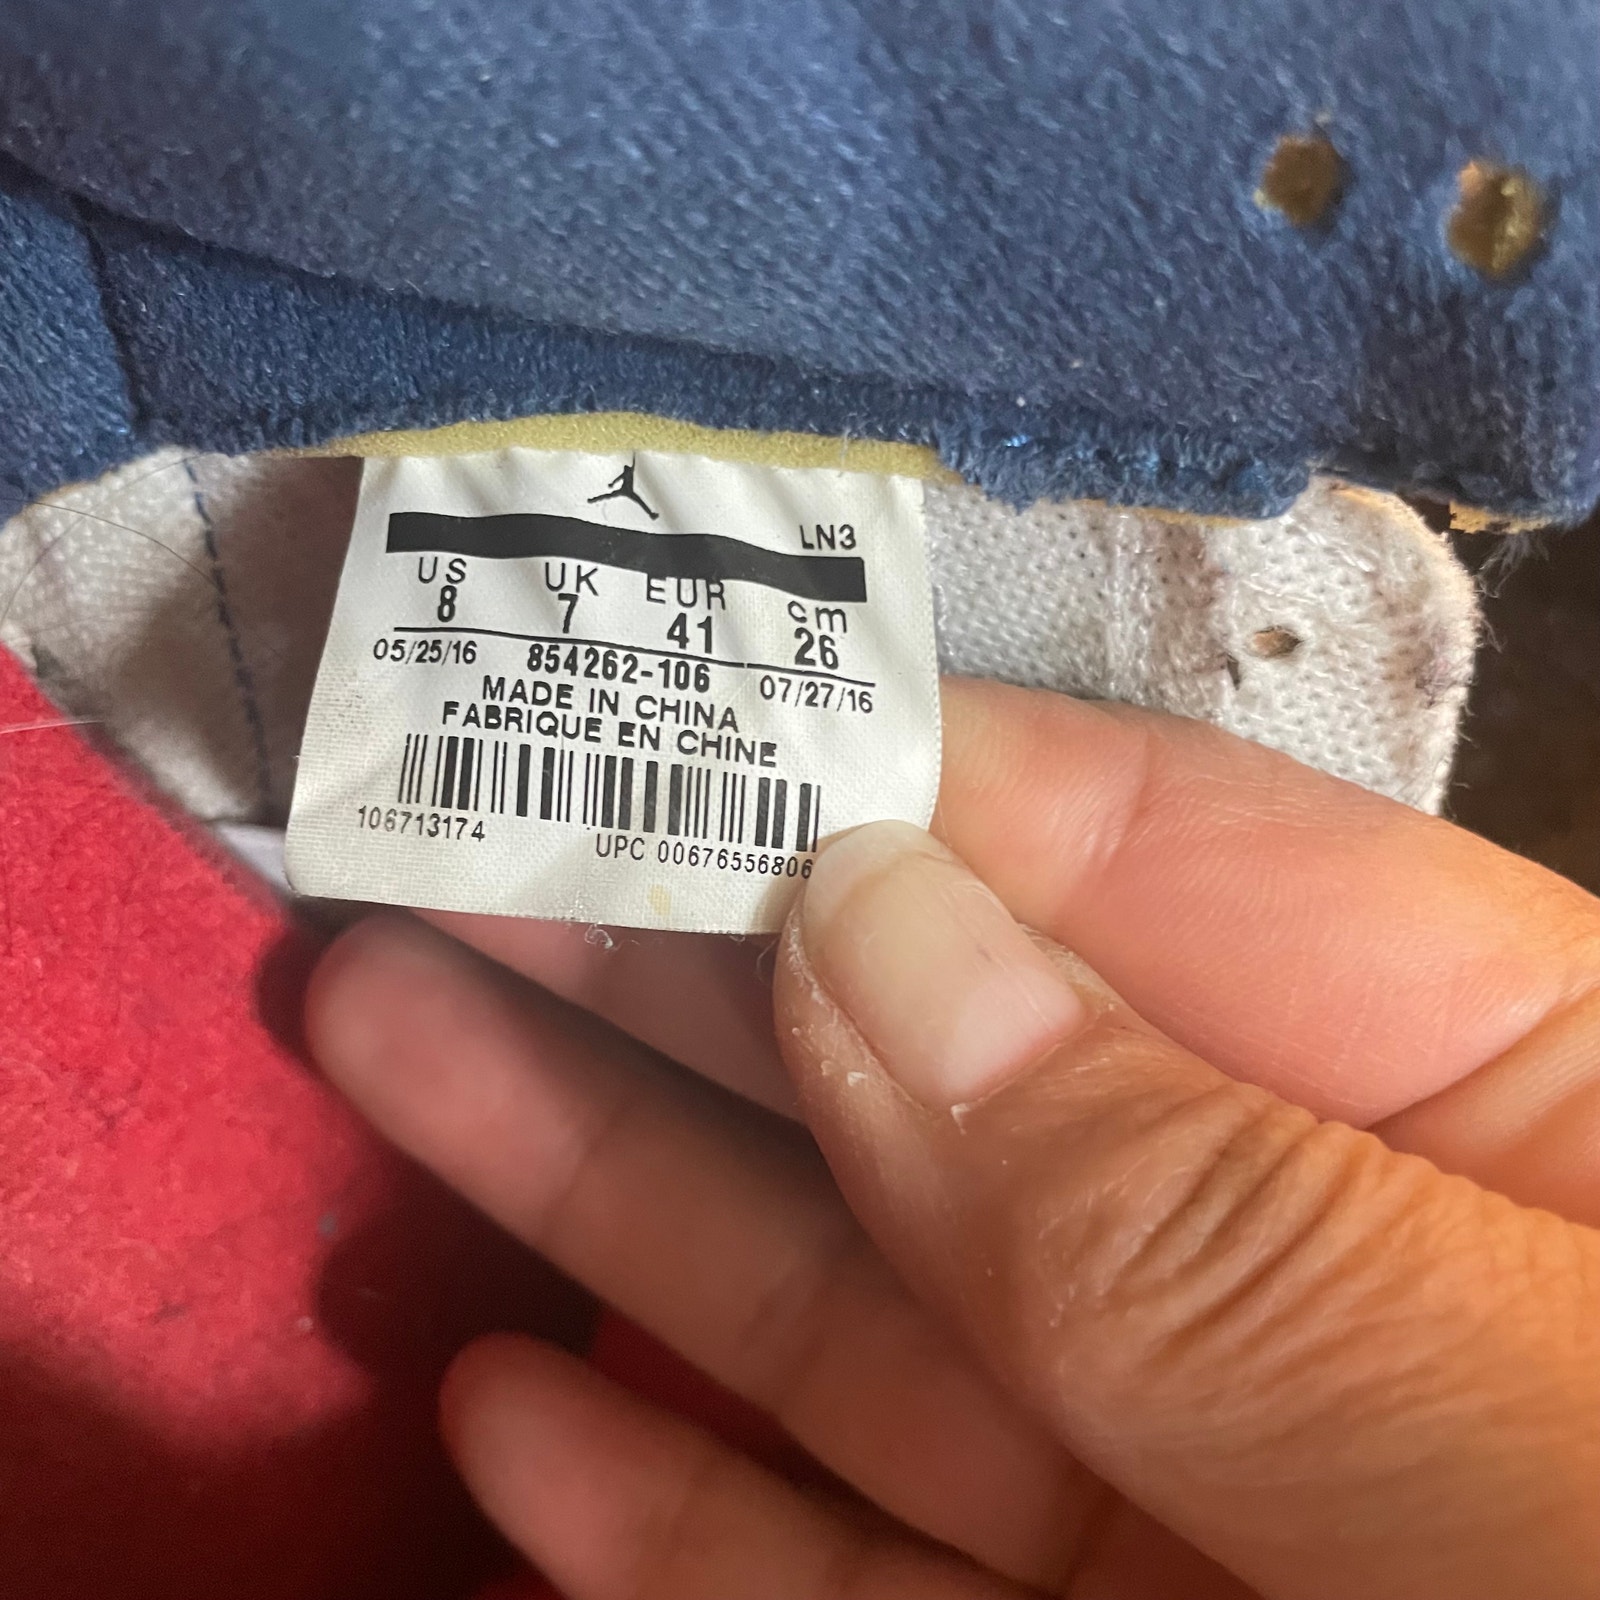 LN3
US UK EUR cm
8 7 41 26
05/25/16 854262-106 07/27/16
MADE IN CHINA
FABRIQUE EN CHINE
106713174
UPC 00676556806